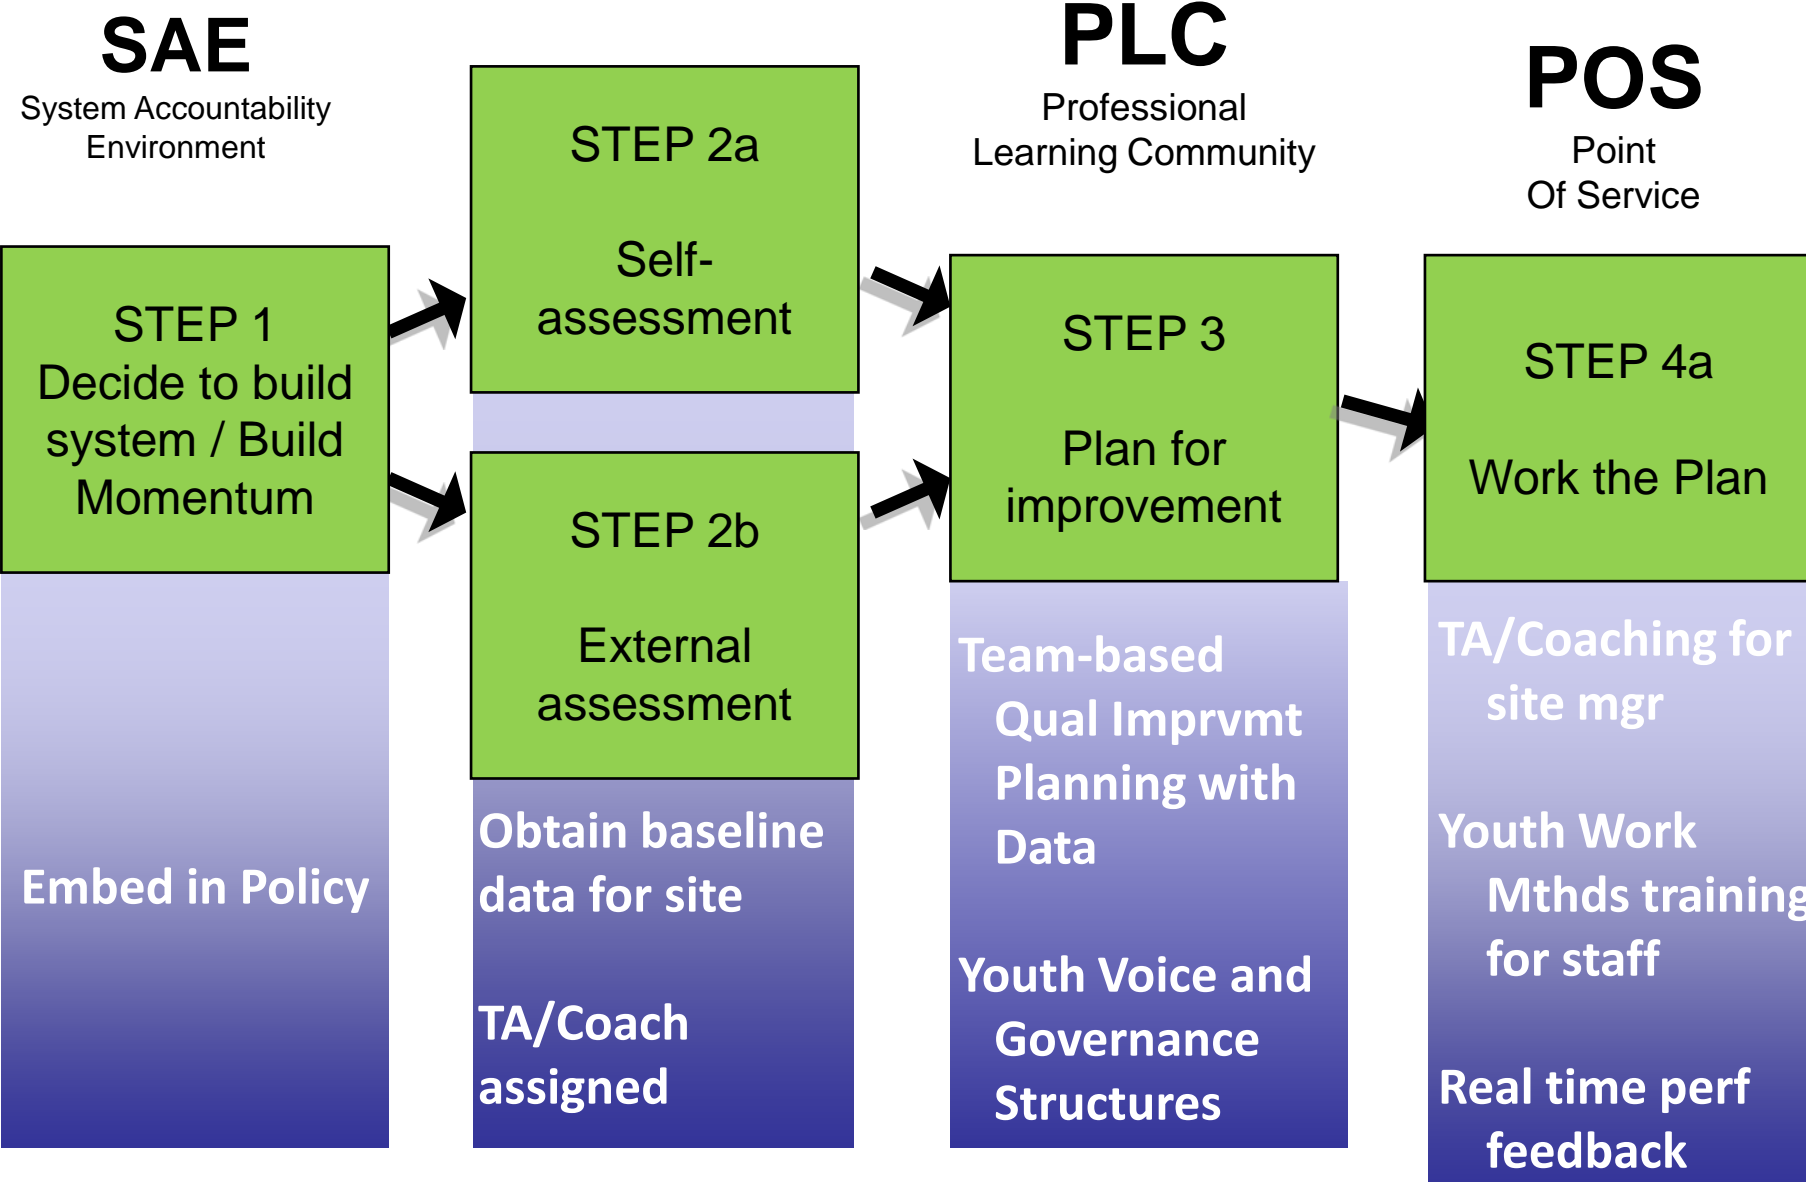 SAE
System Accountability
Environment
STEP 1
Decide to build
system / Build
Momentum
Embed in Policy
STEP 2a
Self-
assessment
STEP 2b
External
assessment
Obtain baseline
data for site
TA/Coach
assigned
PLC
Professional
Learning Community
STEP 3
Plan for
improvement
Team-based
Qual Imprvmt
Planning with
Data
Youth Voice and
Governance
Structures
POS
Point
Of Service
STEP 4a
Work the Plan
TA/Coaching for
site mgr
Youth Work
Mthds training
for staff
Real time perf
feedback